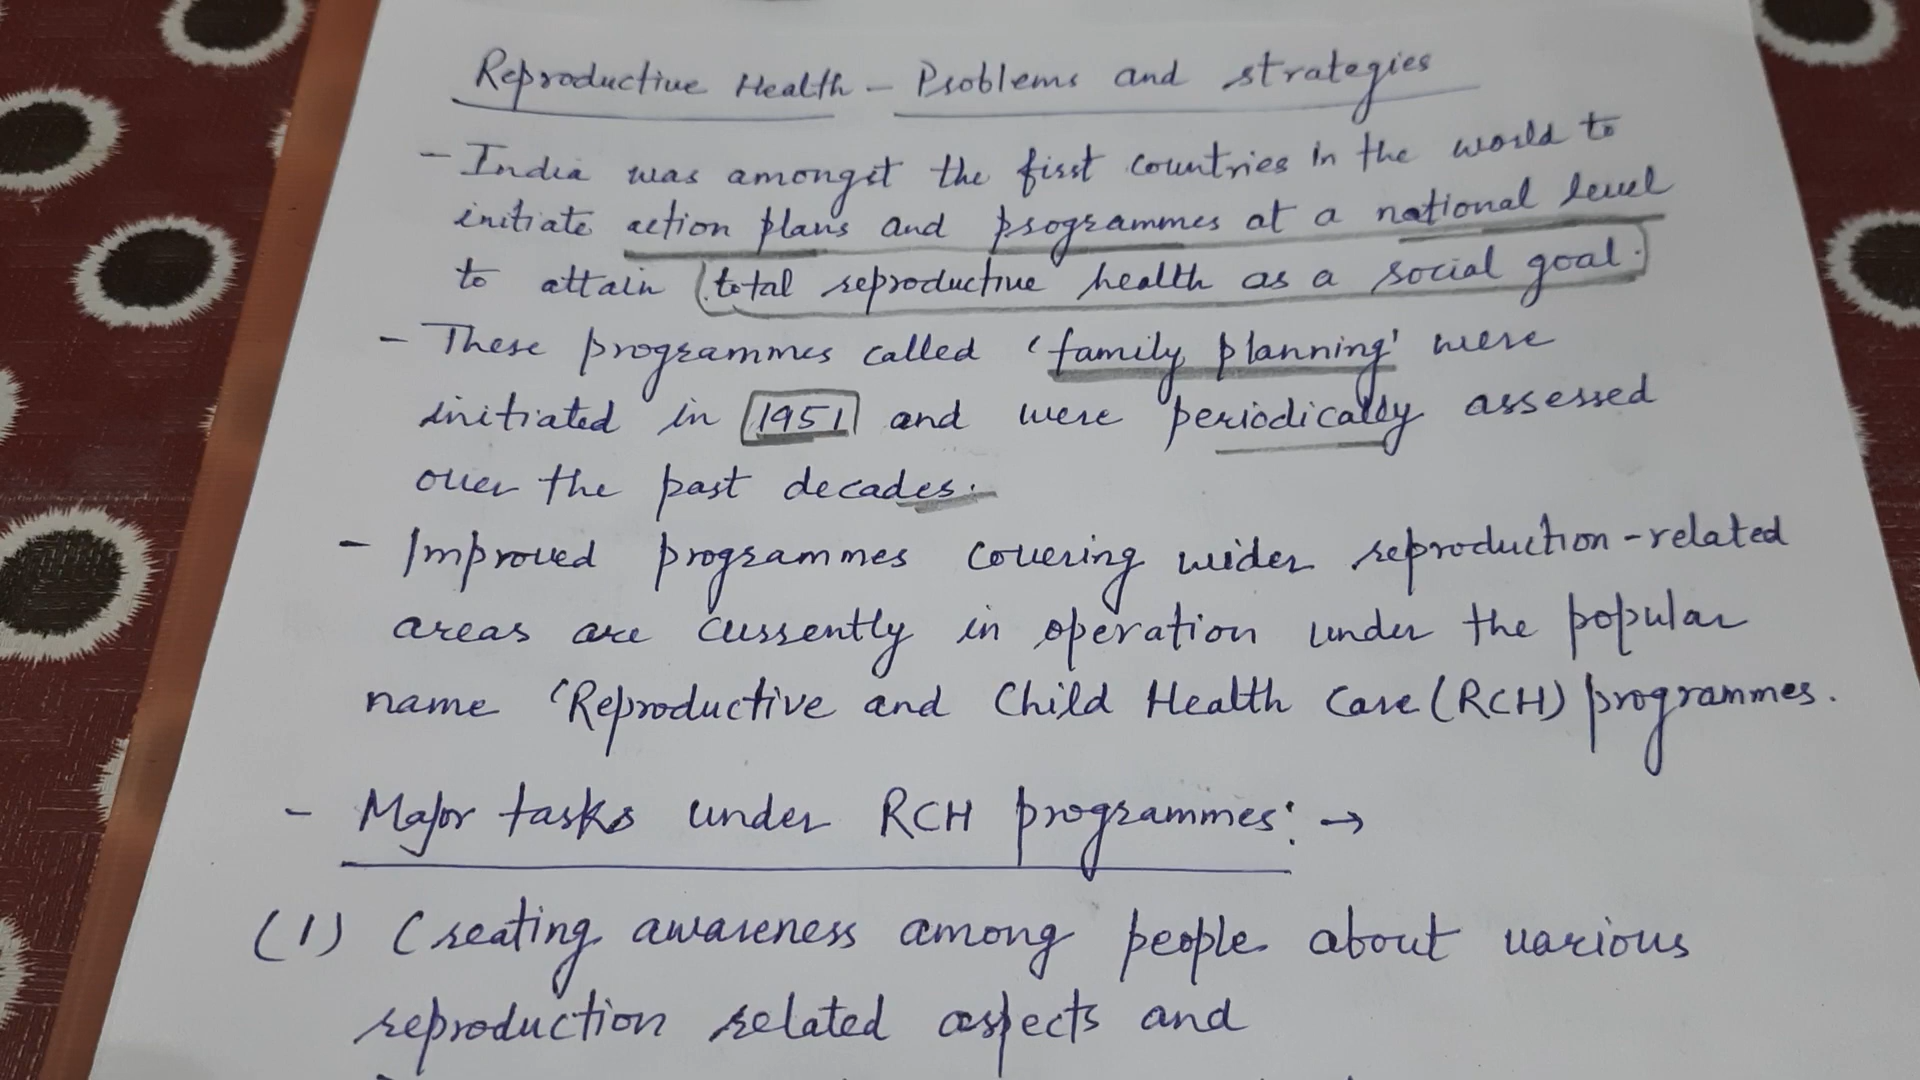 Reproductive Health - Problems and strategies
- India was amongst the first countries in the world to
initiate action plans and programmes at a national level
to attain total reproductive health as a social goal.
- These programmes called 'family planning' were
initiated in 1951 and were periodically assessed
over the past decades.
- Improved programmes covering wider reproduction-related
areas are currently in operation under the popular
name 'Reproductive and Child Health Care (RCH) programmes.
- Major tasks under RCH programmes: →
(1) Creating awareness among people about various
reproduction related aspects and